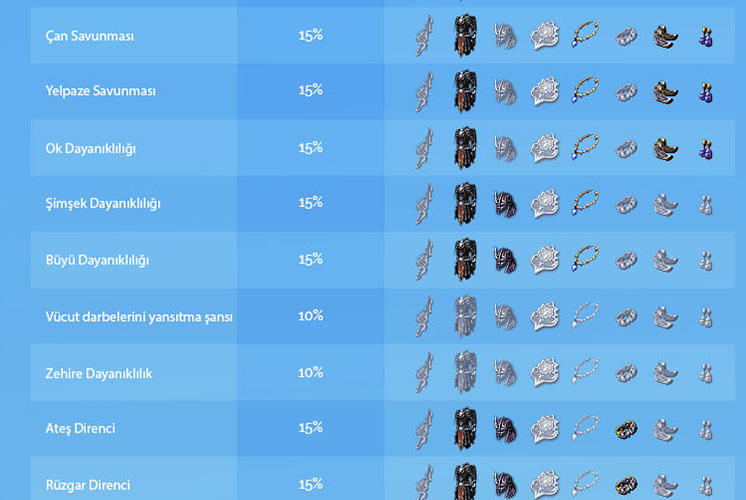 Çan Savunması 15%
Yelpaze Savunması 15%
Ok Dayanıklılığı 15%
Şimşek Dayanıklılığı 15%
Büyü Dayanıklılığı 15%
Vücut darbelerini yansıtma şansı 10%
Zehire Dayanıklılık 10%
Ateş Direnci 15%
Rüzgar Direnci 15%